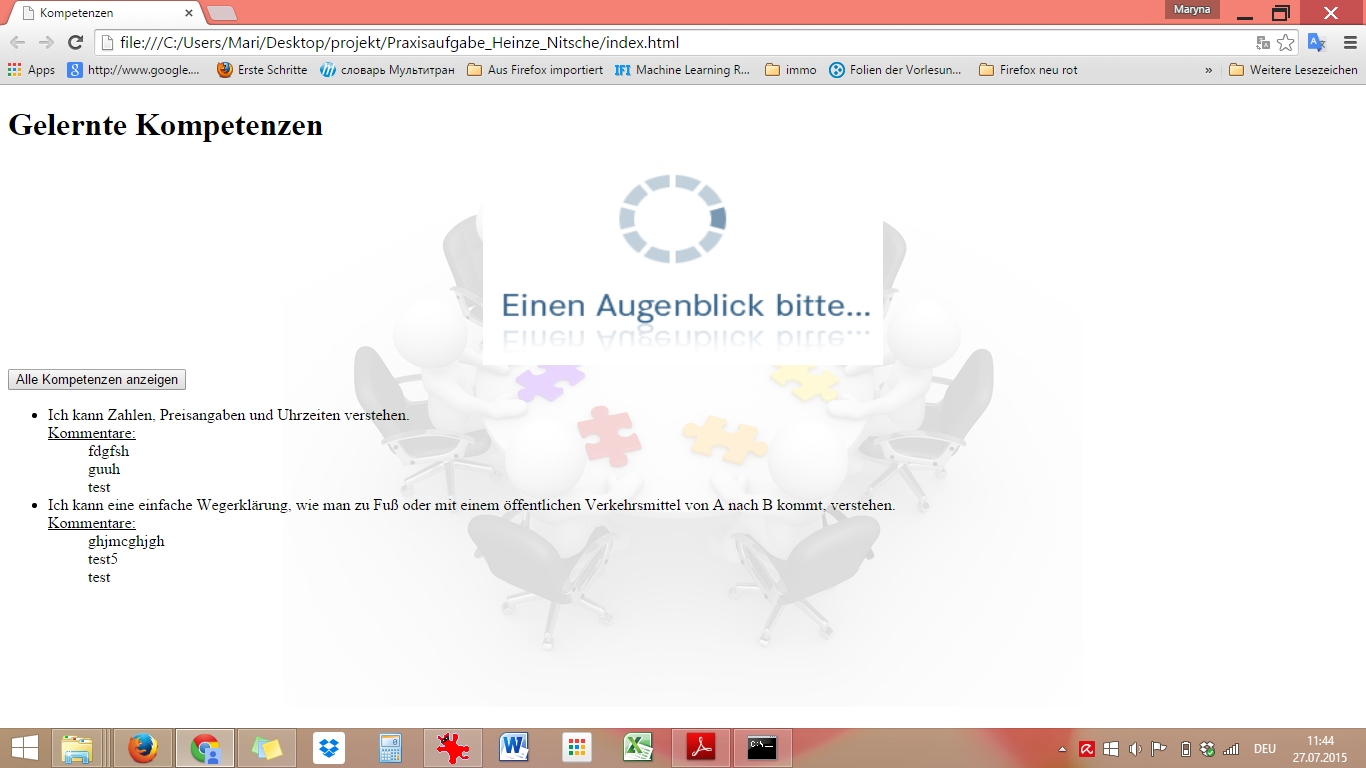 Kompetenzen
Maryna
file:///C:/Users/Mari/Desktop/projekt/Praxisaufgabe_Heinze_Nitsche/index.html
Apps http://www.google.... Erste Schritte словарь Мультитран Aus Firefox importiert IFI Machine Learning R... immo Folien der Vorlesun... Firefox neu rot » Weitere Lesezeichen
Gelernte Kompetenzen
Einen Augenblick bitte...
Alle Kompetenzen anzeigen
• Ich kann Zahlen, Preisangaben und Uhrzeiten verstehen.
Kommentare:
fdgfsh
guuh
test
• Ich kann eine einfache Wegerklärung, wie man zu Fuß oder mit einem öffentlichen Verkehrsmittel von A nach B kommt, verstehen.
Kommentare:
ghjmcghjgh
test5
test
DEU
11:44
27.07.2015